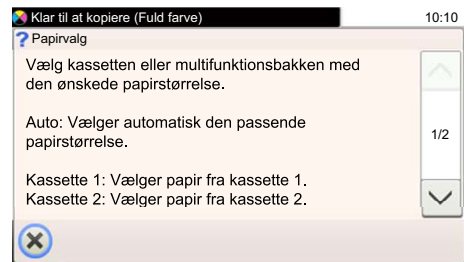 Klar til at kopiere (Fuld farve) 10:10
? Papirvalg
Vælg kassetten eller multifunktionsbakken med
den ønskede papirstørrelse.
Auto: Vælger automatisk den passende
papirstørrelse.
1/2
Kassette 1: Vælger papir fra kassette 1.
Kassette 2: Vælger papir fra kassette 2.